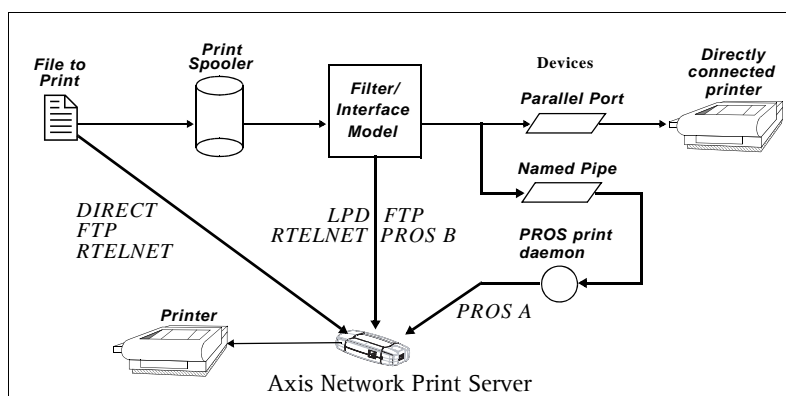 File to
Print
Print
Spooler
Filter/
Interface
Model
Devices
Parallel Port
Directly
connected
printer
Named Pipe
PROS print
daemon
DIRECT
FTP
RTELNET
LPD FTP
RTELNET PROS B
PROS A
Printer
Axis Network Print Server